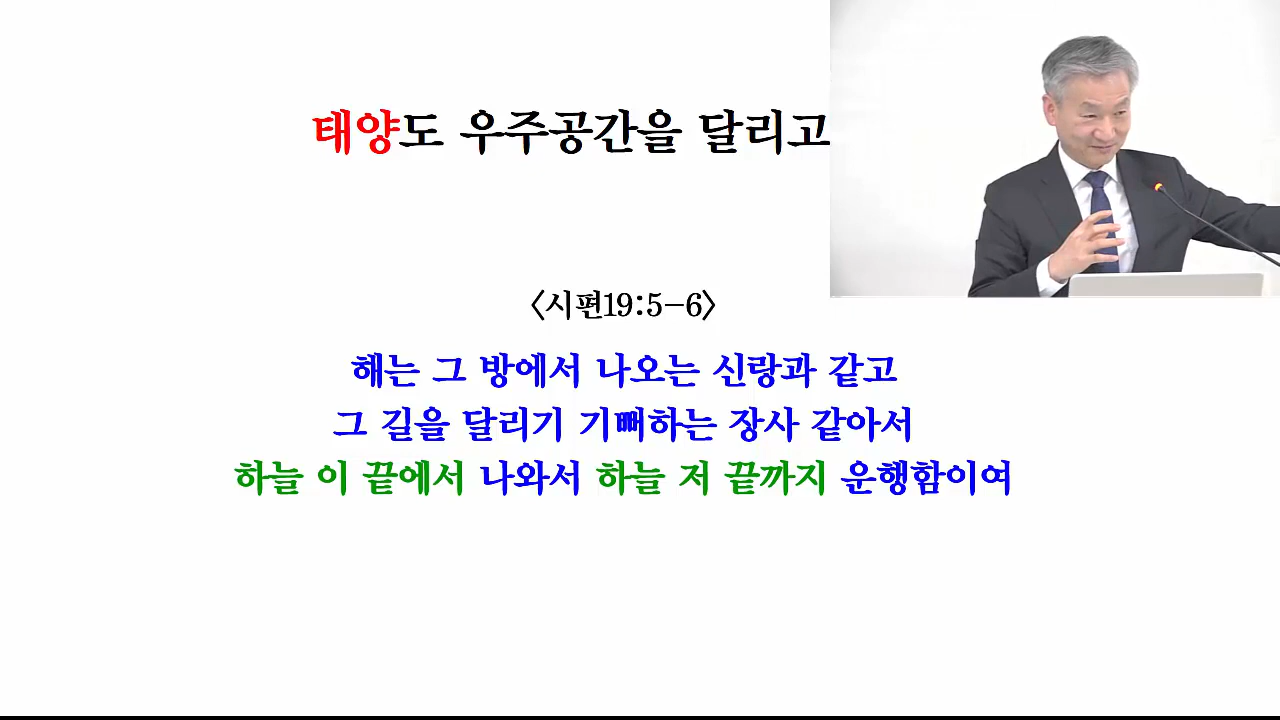 태양도 우주공간을 달리고
<시편19:5-6>
해는 그 방에서 나오는 신랑과 같고
그 길을 달리기 기뻐하는 장사 같아서
하늘 이 끝에서 나와서 하늘 저 끝까지 운행함이여